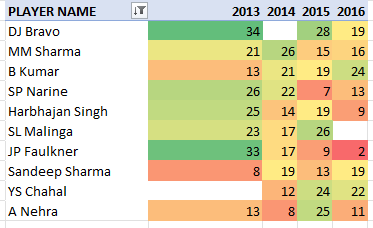 PLAYER NAME 2013 2014 2015 2016
DJ Bravo 34 28 19
MM Sharma 21 26 15 16
B Kumar 13 21 19 24
SP Narine 26 22 7 13
Harbhajan Singh 25 14 19 9
SL Malinga 23 17 26
JP Faulkner 33 17 9 2
Sandeep Sharma 8 19 13 19
YS Chahal 12 24 22
A Nehra 13 8 25 11